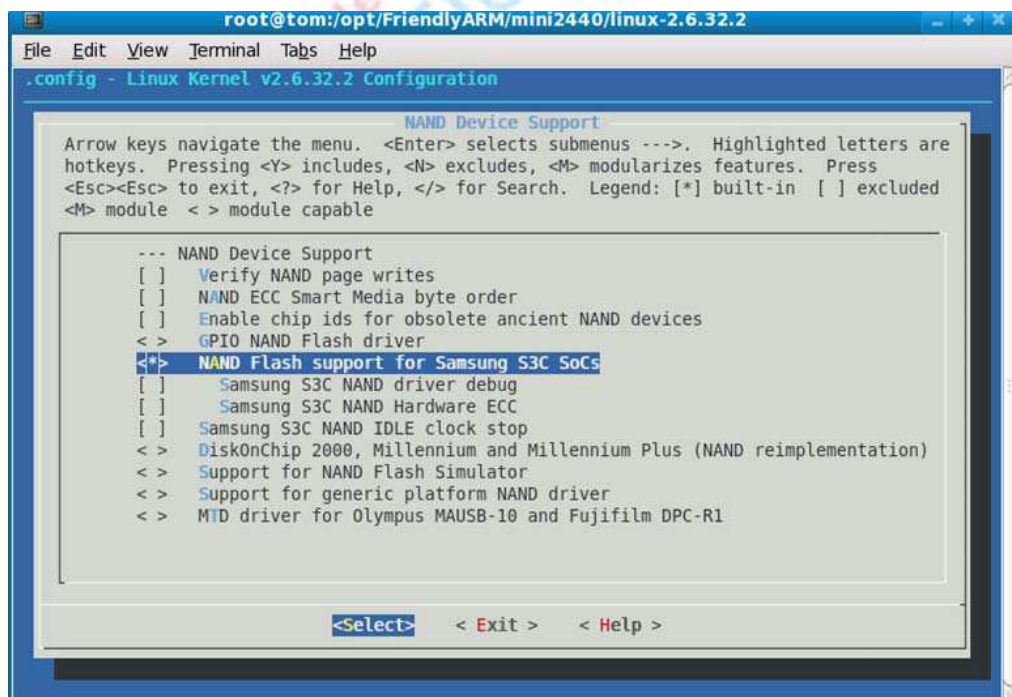 root@tom:/opt/FriendlyARM/mini2440/linux-2.6.32.2
File Edit View Terminal Tabs Help
.config - Linux Kernel v2.6.32.2 Configuration
NAND Device Support
Arrow keys navigate the menu. <Enter> selects submenus --->. Highlighted letters are
hotkeys. Pressing <Y> includes, <N> excludes, <M> modularizes features. Press
<Esc><Esc> to exit, <?> for Help, </> for Search. Legend: [*] built-in [ ] excluded
<M> module < > module capable
--- NAND Device Support
[ ] Verify NAND page writes
[ ] NAND ECC Smart Media byte order
[ ] Enable chip ids for obsolete ancient NAND devices
< > GPIO NAND Flash driver
<*> NAND Flash support for Samsung S3C SoCs
[ ] Samsung S3C NAND driver debug
[ ] Samsung S3C NAND Hardware ECC
[ ] Samsung S3C NAND IDLE clock stop
< > DiskOnChip 2000, Millennium and Millennium Plus (NAND reimplementation)
< > Support for NAND Flash Simulator
< > Support for generic platform NAND driver
< > MTD driver for Olympus MAUSB-10 and Fujifilm DPC-R1
<Select> < Exit > < Help >